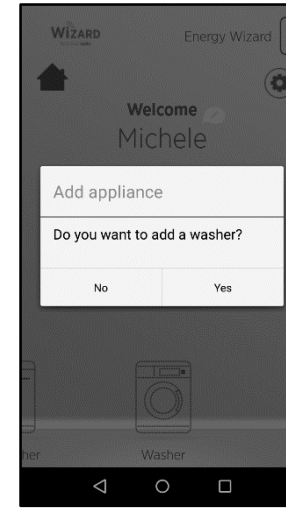 WIZARD
Energy Wizard
Welcome
Michele
Add appliance
Do you want to add a washer?
No
Yes
her
Washer